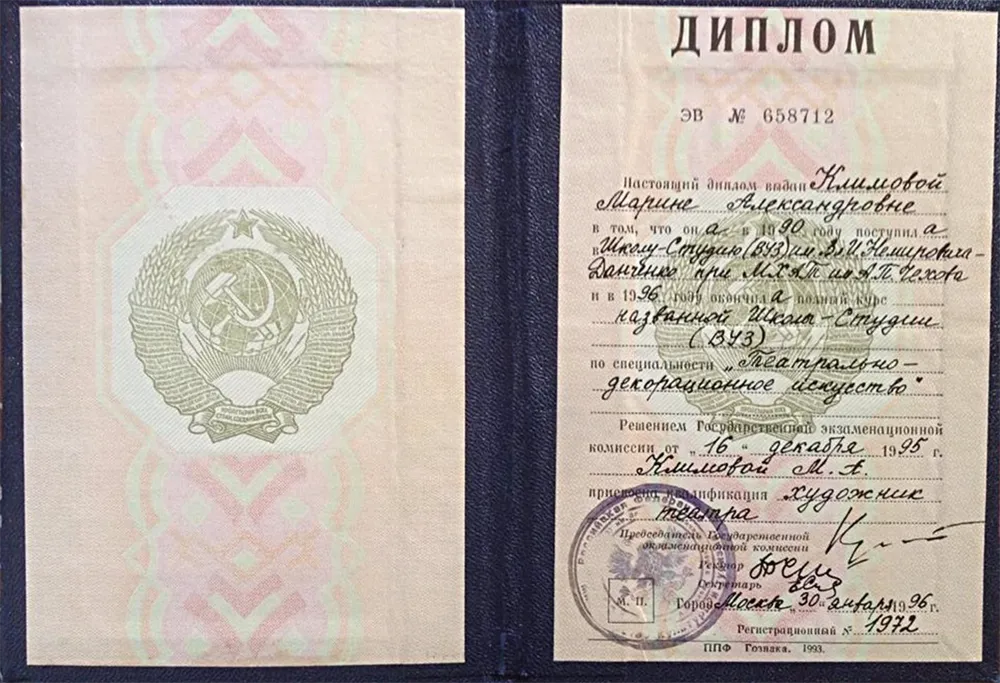 ДИПЛОМ
ЭВ № 658712
Настоящий диплом выдан Климовой
Марине Александровне
в том, что она в 1990 году поступила
в Школу-Студию (ВУЗ) им. Вл. И. Немировича-
Данченко при МХАТ им. А.П. Чехова
и в 1996 году окончила полный курс
названной Школы-Студии
(ВУЗ)
по специальности „Театрально-
декорационное искусство"
Решением Государственной экзаменационной
комиссии от „16" декабря 1995 г.
Климовой М. А.
присвоена квалификация художник
театра
Председатель Государственной
экзаменационной комиссии
Ректор
Секретарь
М. П.
Город Москва „30" января 1996 г.
Регистрационный № 1972
ППФ Гознака. 1993.